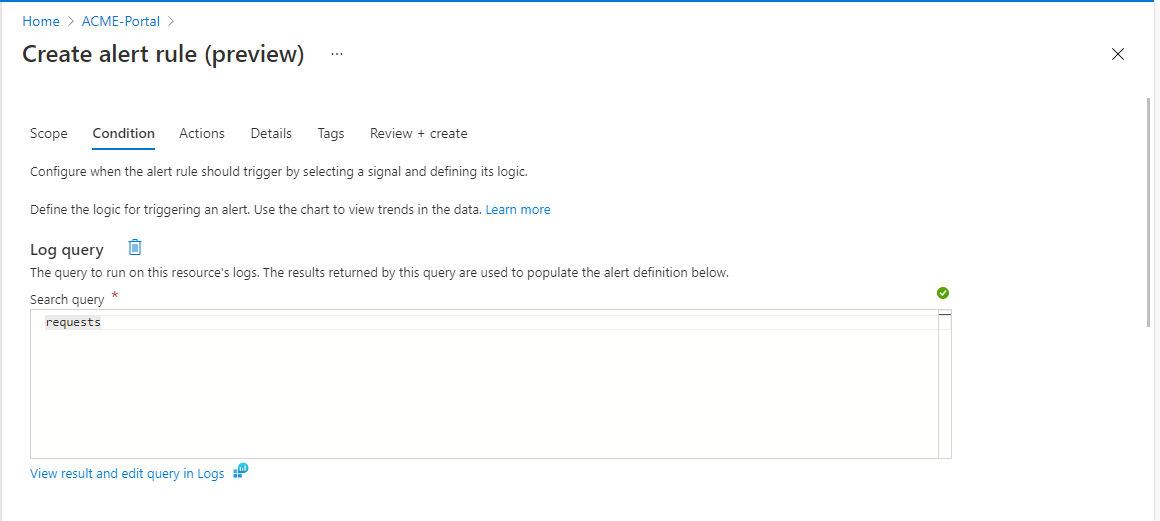 Home > ACME-Portal >
Create alert rule (preview) ...
Scope Condition Actions Details Tags Review + create
Configure when the alert rule should trigger by selecting a signal and defining its logic.
Define the logic for triggering an alert. Use the chart to view trends in the data. Learn more
Log query
The query to run on this resource's logs. The results returned by this query are used to populate the alert definition below.
Search query *
requests
View result and edit query in Logs